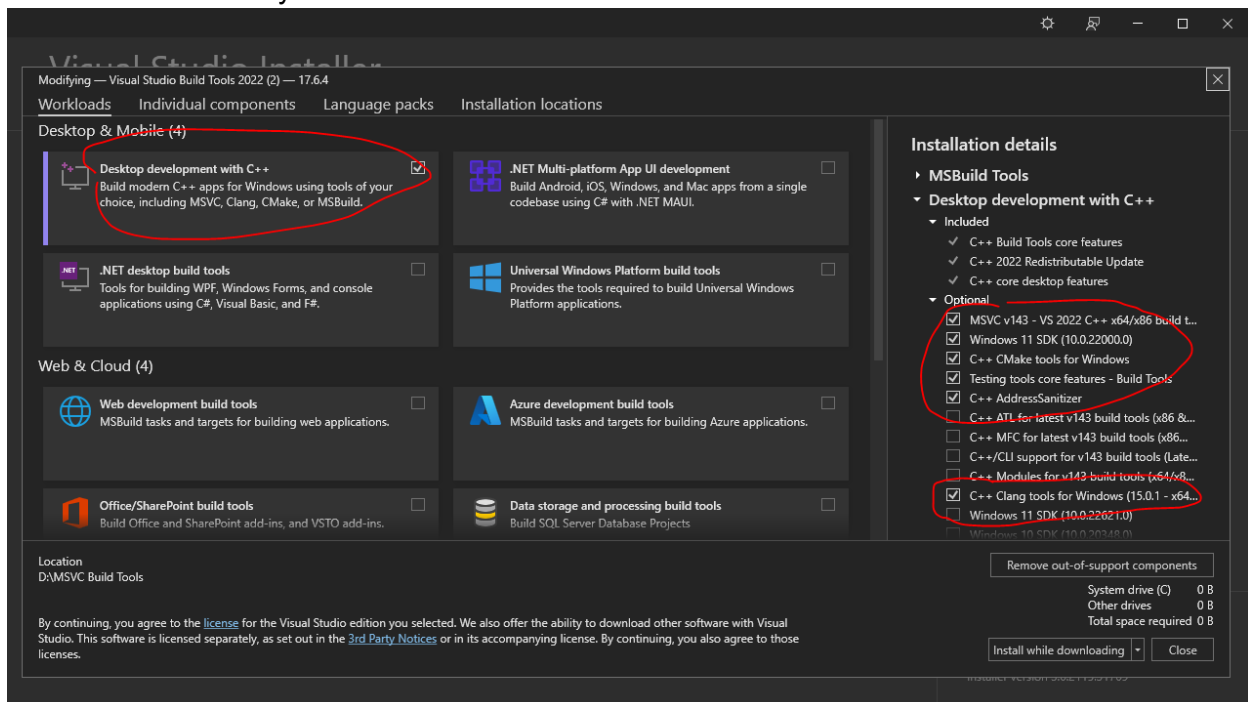 Visual Studio Installer
Modifying — Visual Studio Build Tools 2022 (2) — 17.6.4
Workloads Individual components Language packs Installation locations
Desktop & Mobile (4)
Desktop development with C++
Build modern C++ apps for Windows using tools of your
choice, including MSVC, Clang, CMake, or MSBuild.
.NET Multi-platform App UI development
Build Android, iOS, Windows, and Mac apps from a single
codebase using C# with .NET MAUI.
.NET
.NET desktop build tools
Tools for building WPF, Windows Forms, and console
applications using C#, Visual Basic, and F#.
Universal Windows Platform build tools
Provides the tools required to build Universal Windows
Platform applications.
Web & Cloud (4)
Web development build tools
MSBuild tasks and targets for building web applications.
Azure development build tools
MSBuild tasks and targets for building Azure applications.
Office/SharePoint build tools
Build Office and SharePoint add-ins, and VSTO add-ins.
Data storage and processing build tools
Build SQL Server Database Projects
Installation details
MSBuild Tools
Desktop development with C++
Included
C++ Build Tools core features
C++ 2022 Redistributable Update
C++ core desktop features
Optional
MSVC v143 - VS 2022 C++ x64/x86 build t...
Windows 11 SDK (10.0.22000.0)
C++ CMake tools for Windows
Testing tools core features - Build Tools
C++ AddressSanitizer
C++ ATL for latest v143 build tools (x86 &...
C++ MFC for latest v143 build tools (x86...
C++/CLI support for v143 build tools (Late...
C++ Modules for v143 build tools (x64/x8...
C++ Clang tools for Windows (15.0.1 - x64...
Windows 11 SDK (10.0.22621.0)
Windows 10 SDK (10.0.20348.0)
Location
D:\MSVC Build Tools
By continuing, you agree to the license for the Visual Studio edition you selected. We also offer the ability to download other software with Visual
Studio. This software is licensed separately, as set out in the 3rd Party Notices or in its accompanying license. By continuing, you also agree to those
licenses.
Remove out-of-support components
System drive (C) 0 B
Other drives 0 B
Total space required 0 B
Install while downloading
Close